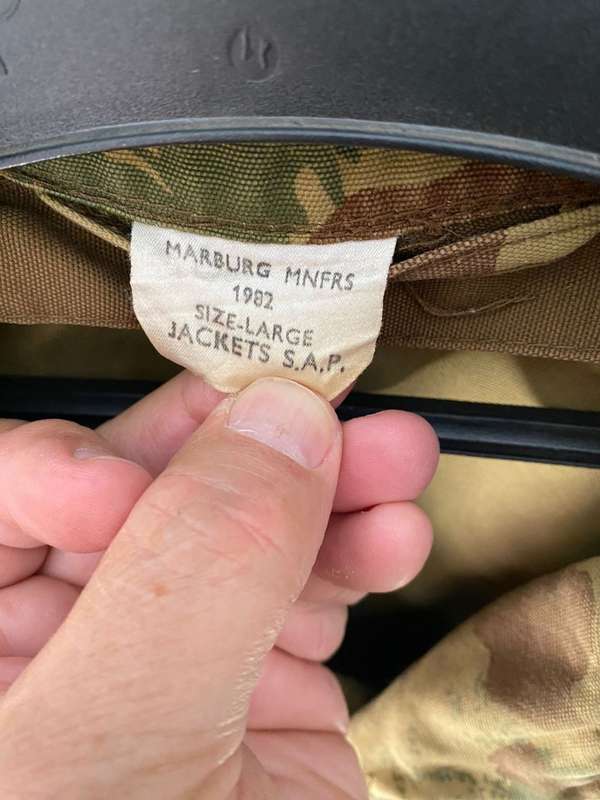 MARBURG MNFRS
1982
SIZE-LARGE
JACKETS S.A.P.